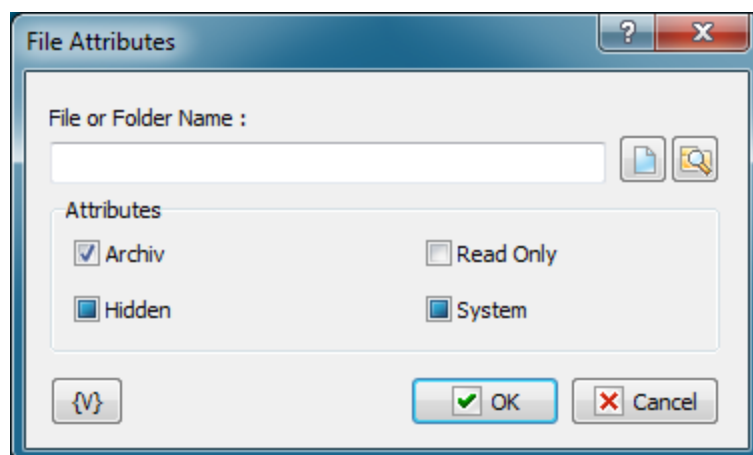 File Attributes
?
File or Folder Name :
Attributes
Archiv Read Only
Hidden System
{V} OK Cancel